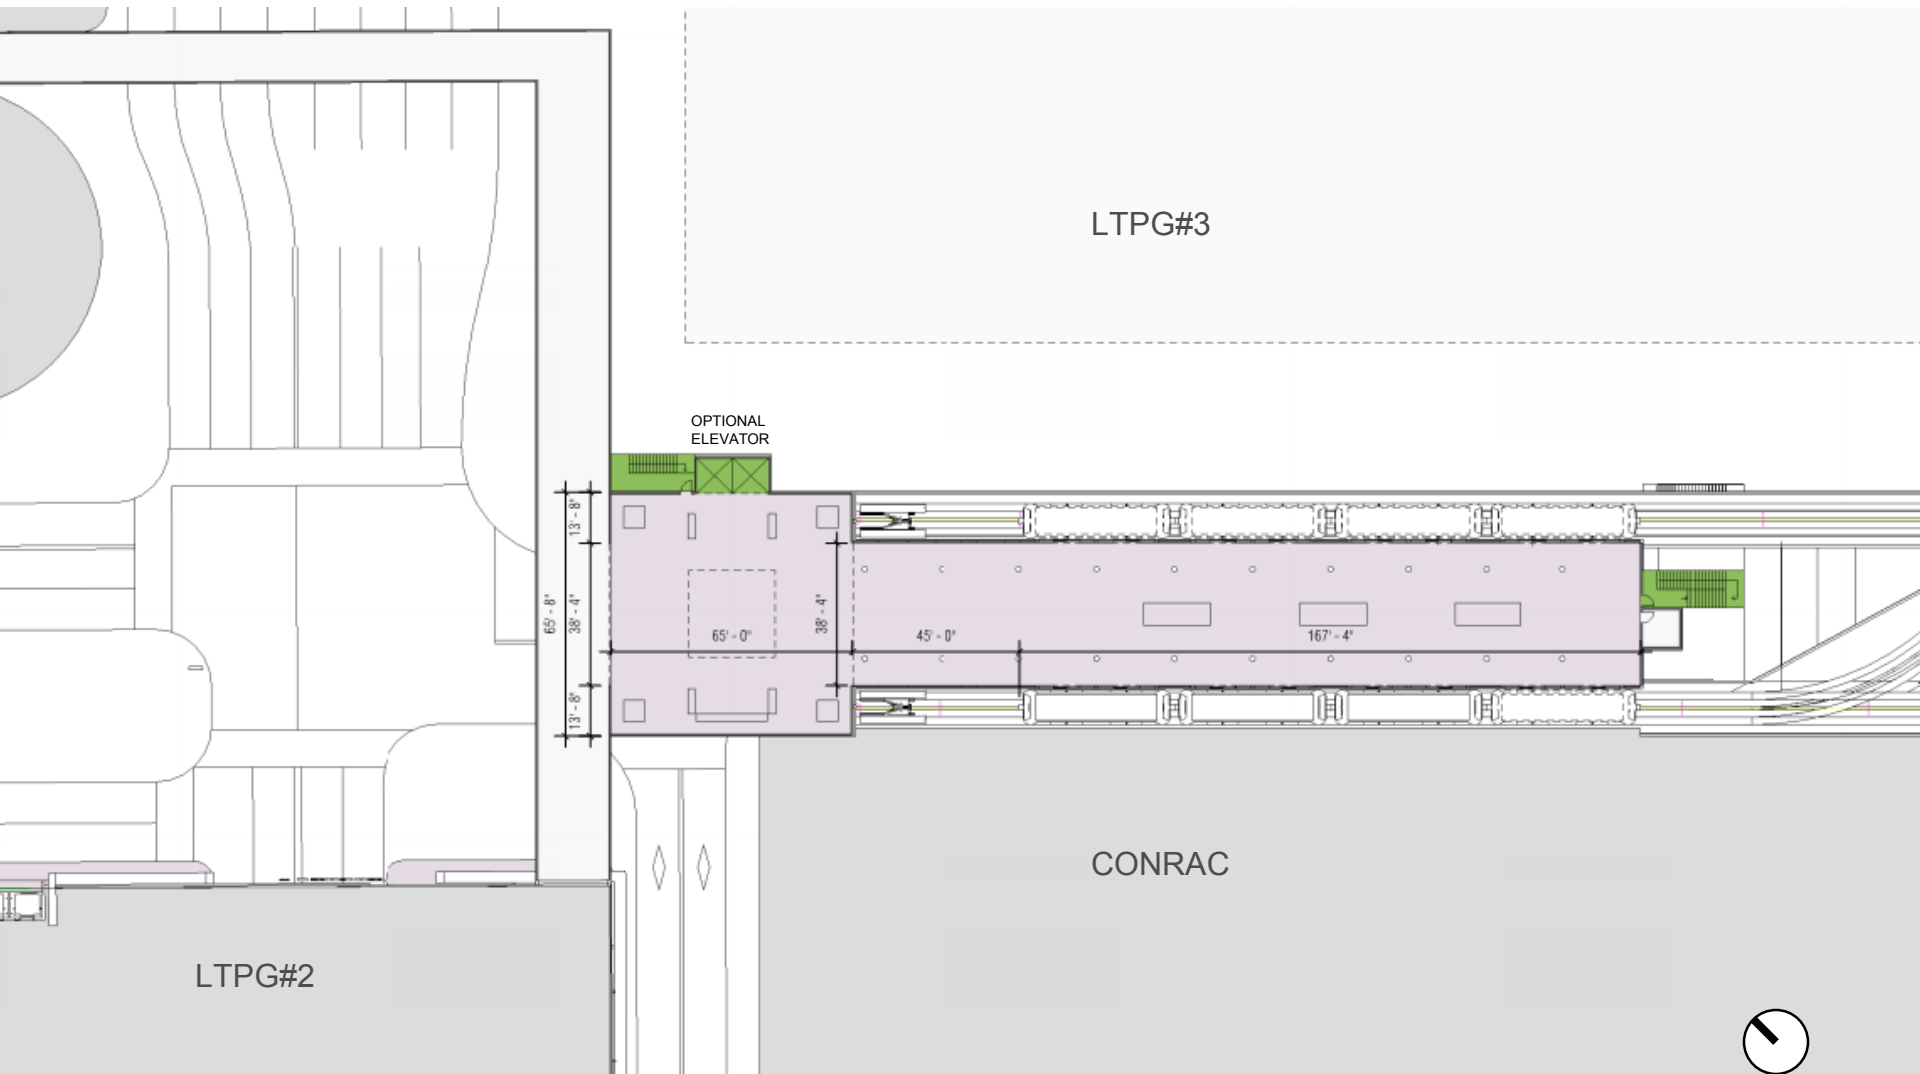 LTPG#3
OPTIONAL
ELEVATOR
13' - 8"
65' - 8"
38' - 4"
38' - 4"
65' - 0"
45' - 0"
167' - 4"
13' - 8"
CONRAC
LTPG#2